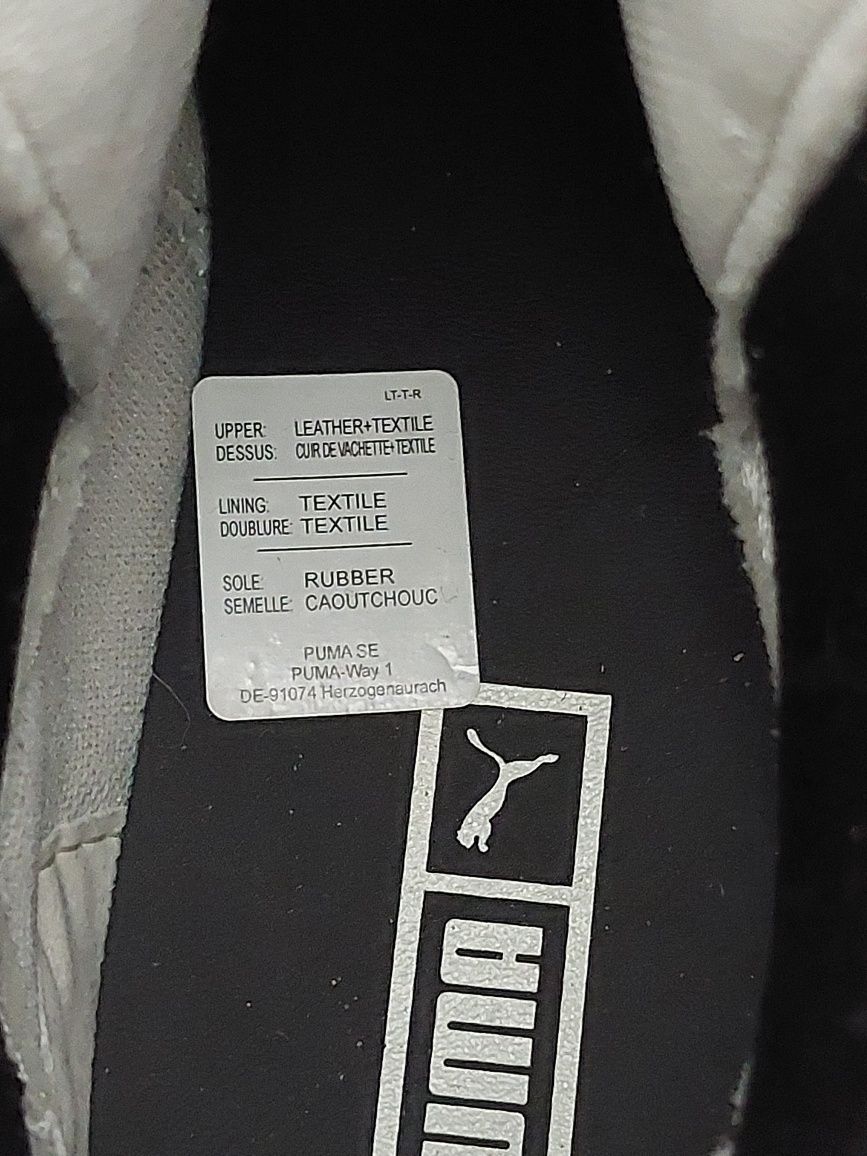 LT-T-R
UPPER: LEATHER+TEXTILE
DESSUS: CUIR DE VACHETTE+TEXTILE
LINING: TEXTILE
DOUBLURE: TEXTILE
SOLE: RUBBER
SEMELLE: CAOUTCHOUC
PUMA SE
PUMA-Way 1
DE-91074 Herzogenaurach